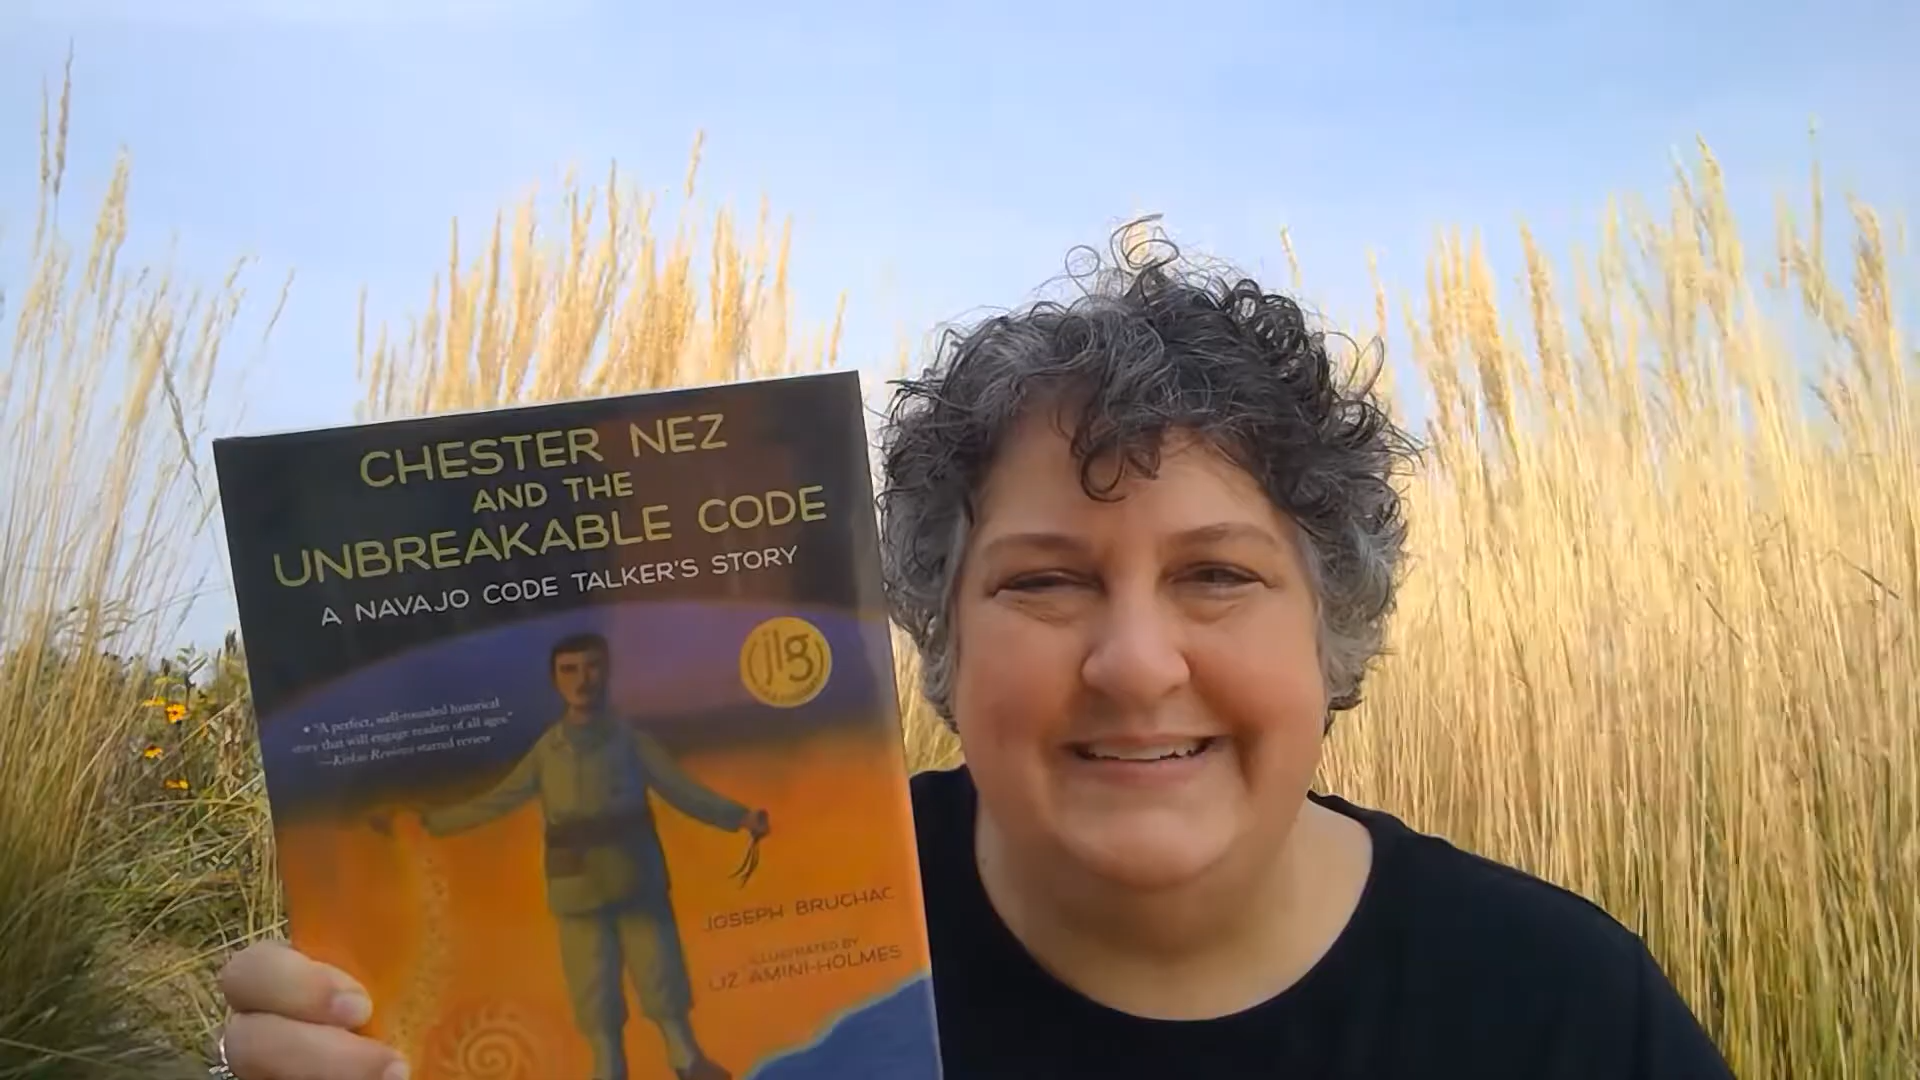 CHESTER NEZ
AND THE
UNBREAKABLE CODE
A NAVAJO CODE TALKER'S STORY
jlg
★ "A perfect, well-rounded historical
story that will engage readers of all ages."
—Kirkus Reviews starred review
JOSEPH BRUCHAC
ILLUSTRATED BY
LIZ AMINI-HOLMES